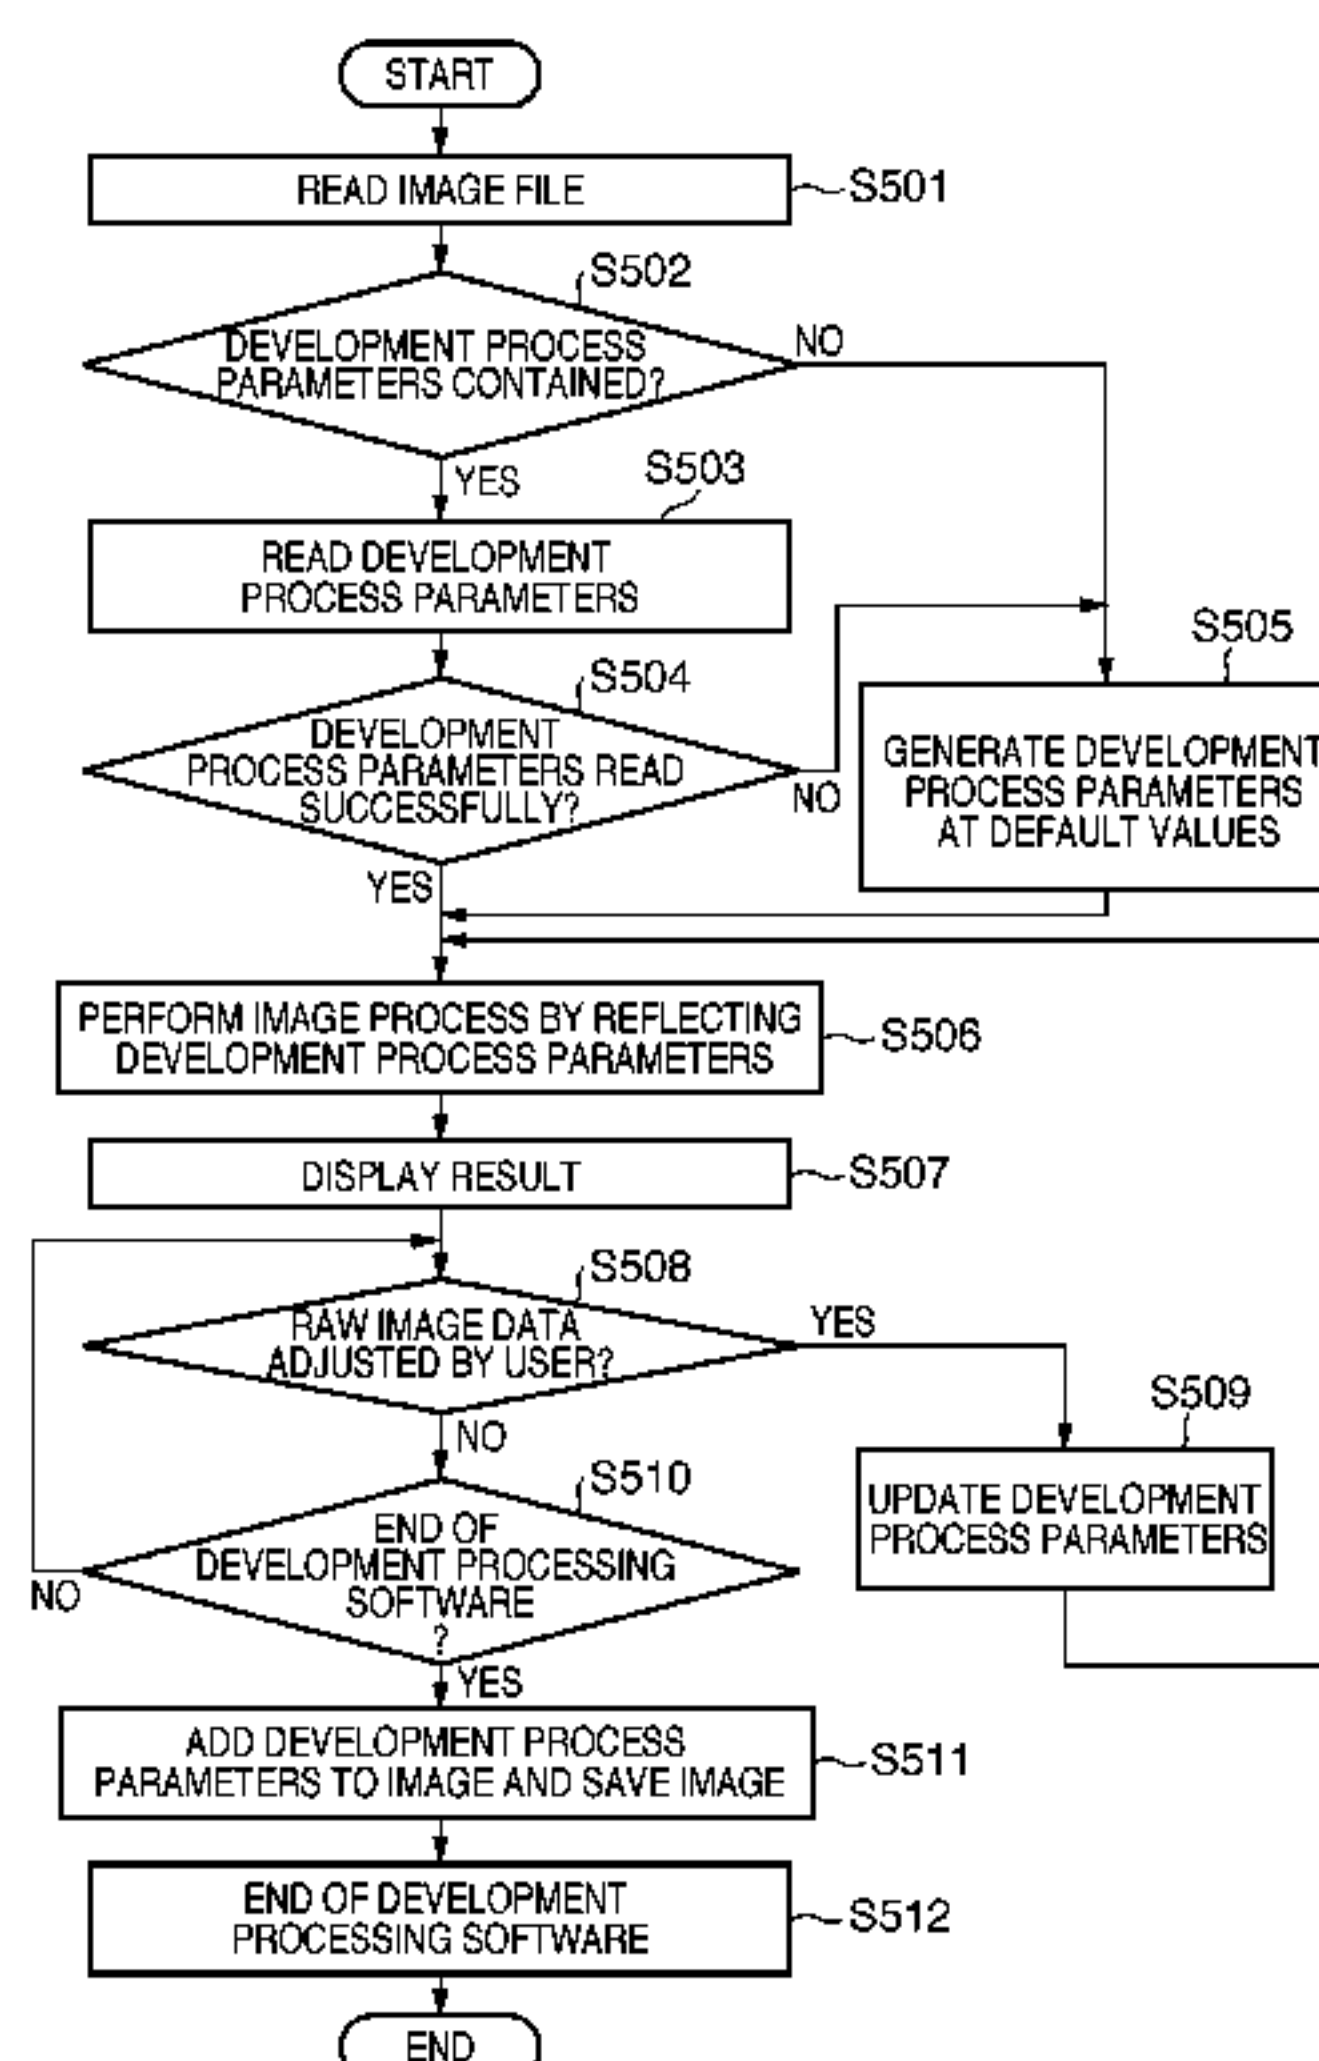 START
READ IMAGE FILE
S501
S502
DEVELOPMENT PROCESS
PARAMETERS CONTAINED?
NO
YES
S503
READ DEVELOPMENT
PROCESS PARAMETERS
S504
DEVELOPMENT
PROCESS PARAMETERS READ
SUCCESSFULLY?
NO
YES
S505
GENERATE DEVELOPMENT
PROCESS PARAMETERS
AT DEFAULT VALUES
PERFORM IMAGE PROCESS BY REFLECTING
DEVELOPMENT PROCESS PARAMETERS
S506
DISPLAY RESULT
S507
S508
RAW IMAGE DATA
ADJUSTED BY USER?
YES
NO
S509
UPDATE DEVELOPMENT
PROCESS PARAMETERS
S510
END OF
DEVELOPMENT PROCESSING
SOFTWARE
?
NO
YES
ADD DEVELOPMENT PROCESS
PARAMETERS TO IMAGE AND SAVE IMAGE
S511
END OF DEVELOPMENT
PROCESSING SOFTWARE
S512
END